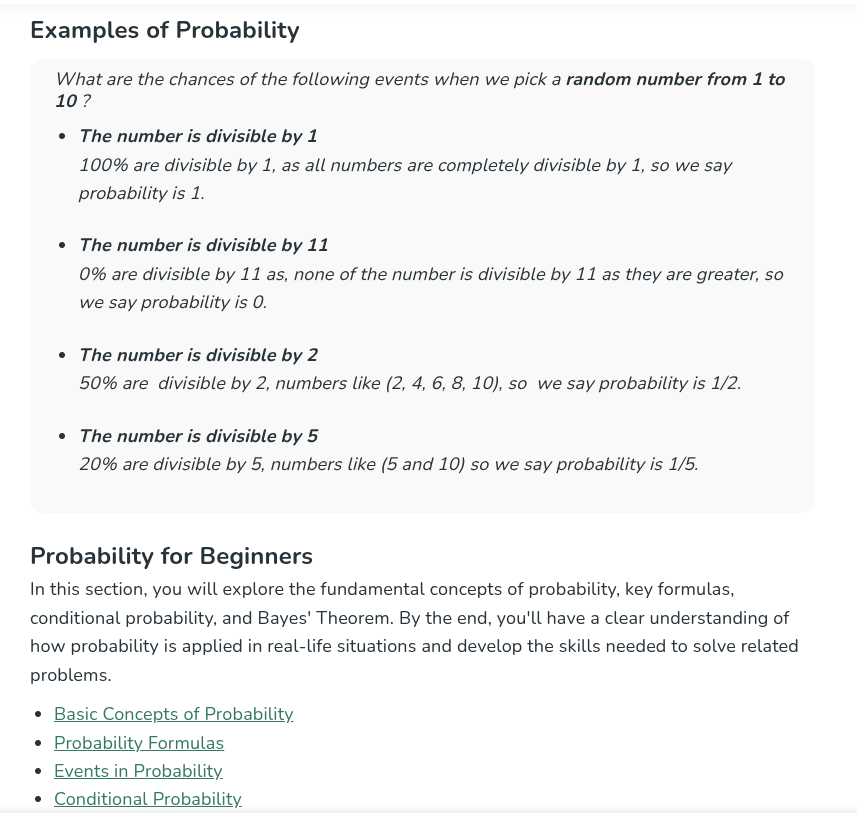 Examples of Probability
What are the chances of the following events when we pick a random number from 1 to
10 ?
The number is divisible by 1
100% are divisible by 1, as all numbers are completely divisible by 1, so we say
probability is 1.
The number is divisible by 11
0% are divisible by 11 as, none of the number is divisible by 11 as they are greater, so
we say probability is 0.
The number is divisible by 2
50% are  divisible by 2, numbers like (2, 4, 6, 8, 10), so  we say probability is 1/2.
The number is divisible by 5
20% are divisible by 5, numbers like (5 and 10) so we say probability is 1/5.
Probability for Beginners
In this section, you will explore the fundamental concepts of probability, key formulas,
conditional probability, and Bayes' Theorem. By the end, you'll have a clear understanding of
how probability is applied in real-life situations and develop the skills needed to solve related
problems.
Basic Concepts of Probability
Probability Formulas
Events in Probability
Conditional Probability